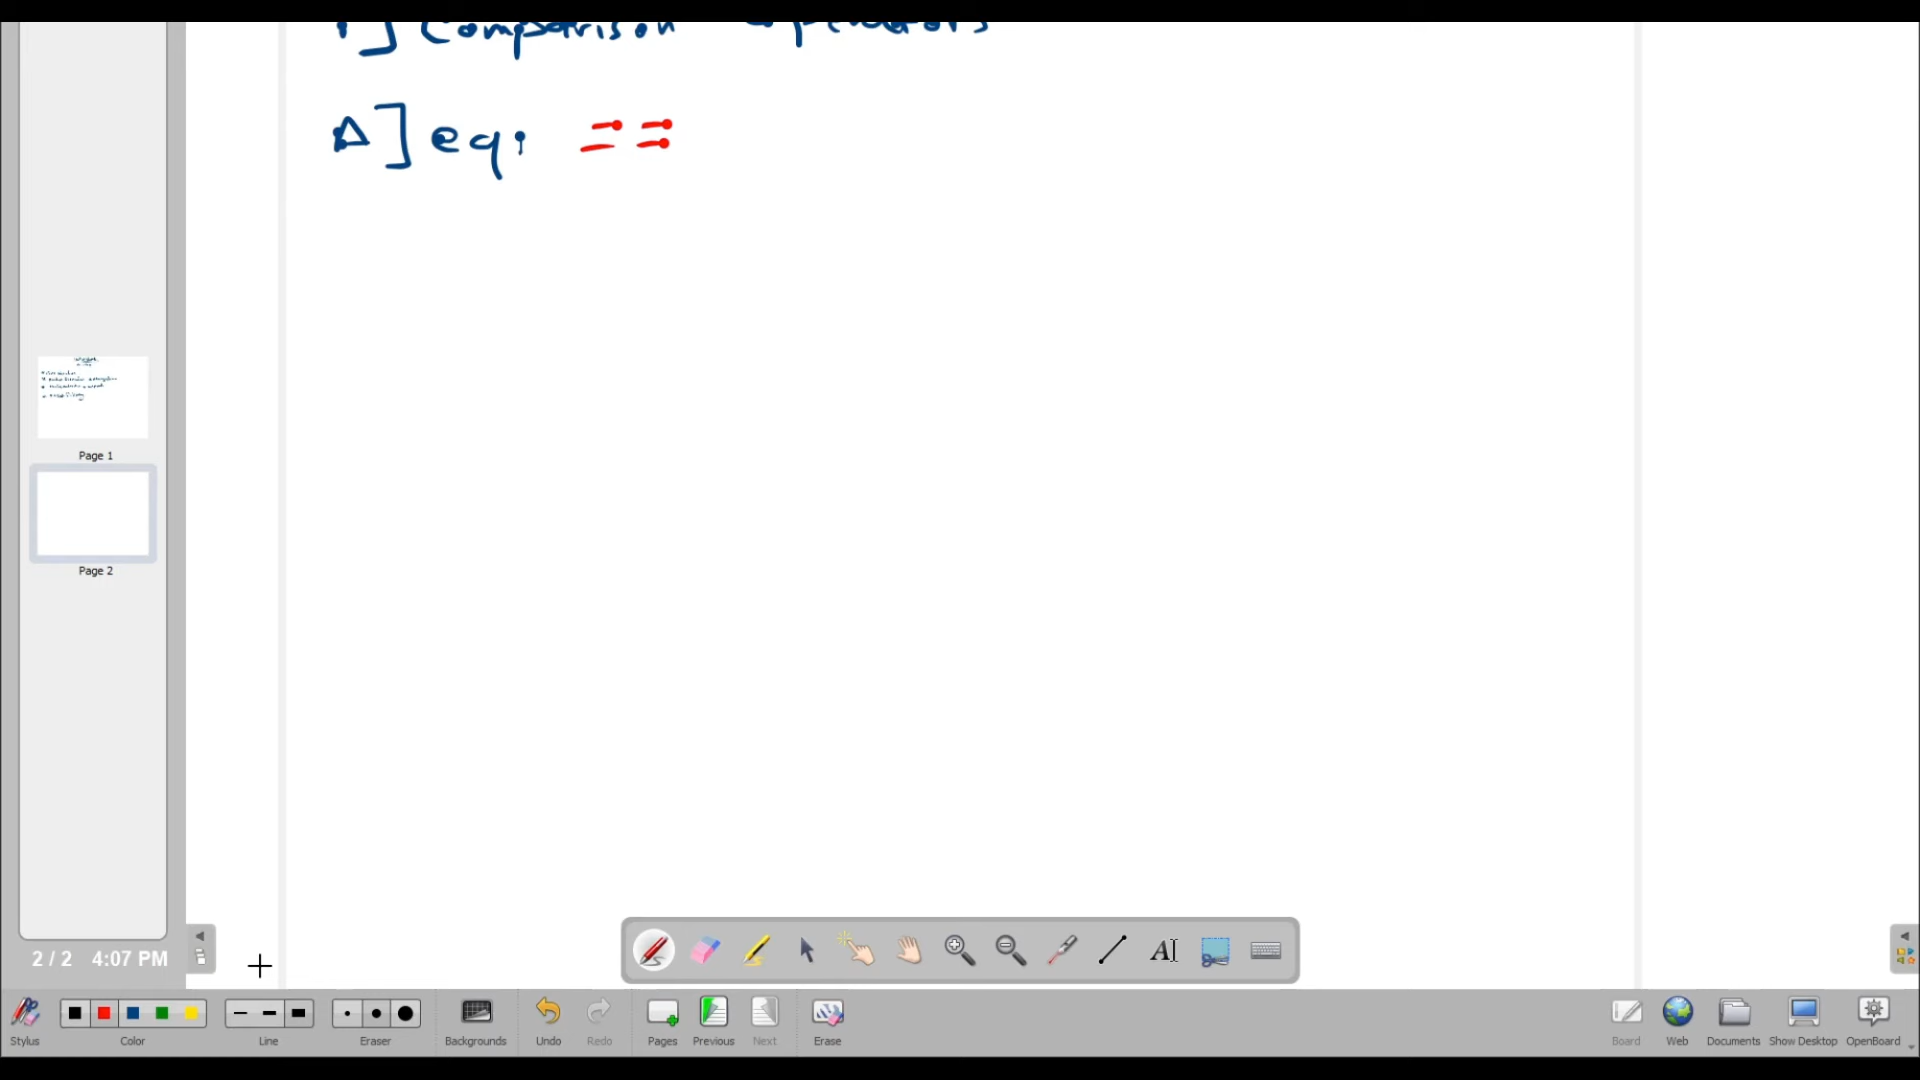 1] Comparison operators
A] eq: ==
Page 1
Page 2
2 / 2 4:07 PM
Stylus Color Line Eraser Backgrounds Undo Redo Pages Previous Next Erase Board Web Documents Show Desktop OpenBoard